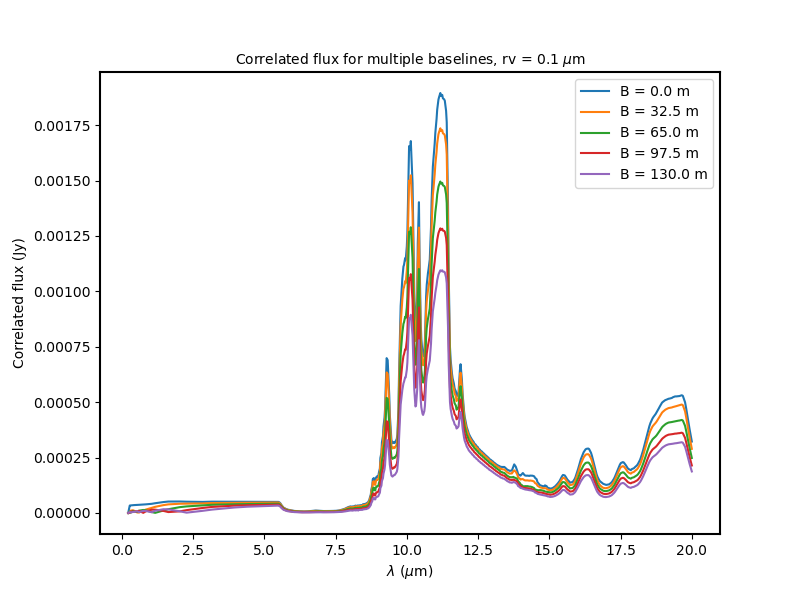 Correlated flux for multiple baselines, rv = 0.1 μm
B = 0.0 m
B = 32.5 m
B = 65.0 m
B = 97.5 m
B = 130.0 m
0.00175
0.00150
0.00125
0.00100
0.00075
0.00050
0.00025
0.00000
Correlated flux (Jy)
0.0 2.5 5.0 7.5 10.0 12.5 15.0 17.5 20.0
λ (μm)